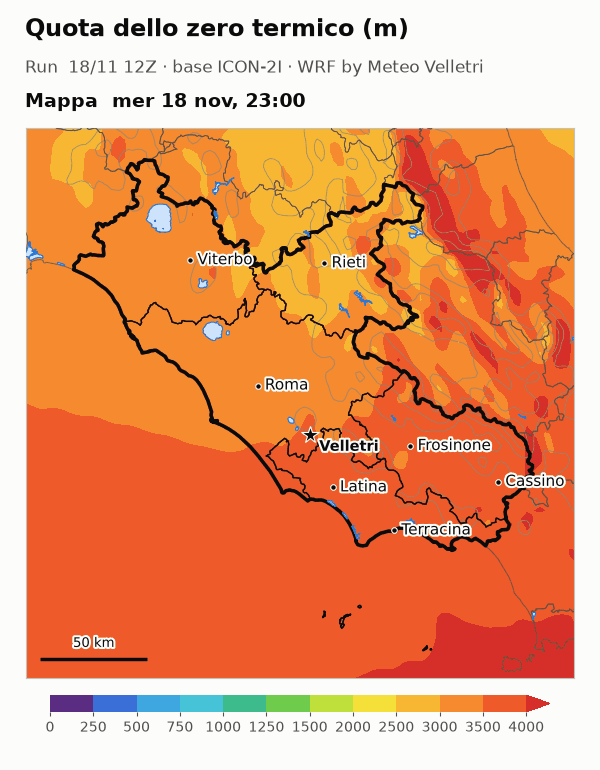 Quota dello zero termico (m)
Run  18/11 12Z · base ICON-2I · WRF by Meteo Velletri
Mappa  mer 18 nov, 23:00
Viterbo
Rieti
Roma
Velletri
Frosinone
Cassino
Latina
Terracina
50 km
0 250 500 750 1000 1250 1500 2000 2500 3000 3500 4000